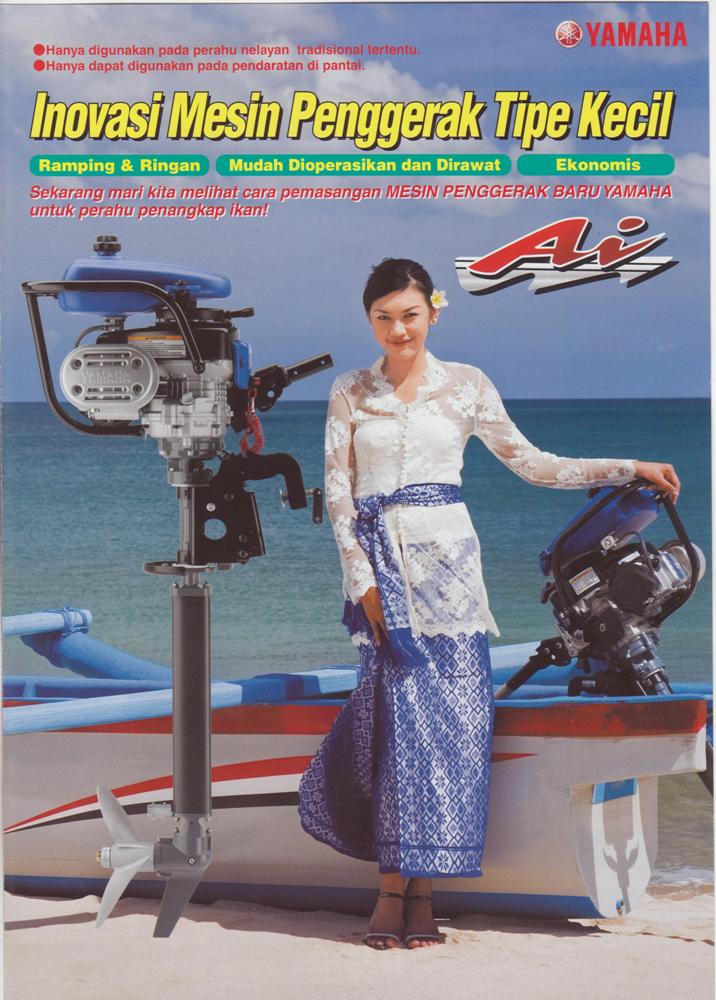 YAMAHA
●Hanya digunakan pada perahu nelayan tradisional tertentu.
●Hanya dapat digunakan pada pendaratan di pantai.
Inovasi Mesin Penggerak Tipe Kecil
Ramping & Ringan Mudah Dioperasikan dan Dirawat Ekonomis
Sekarang mari kita melihat cara pemasangan MESIN PENGGERAK BARU YAMAHA
untuk perahu penangkap ikan!
Ai
YAMAHA